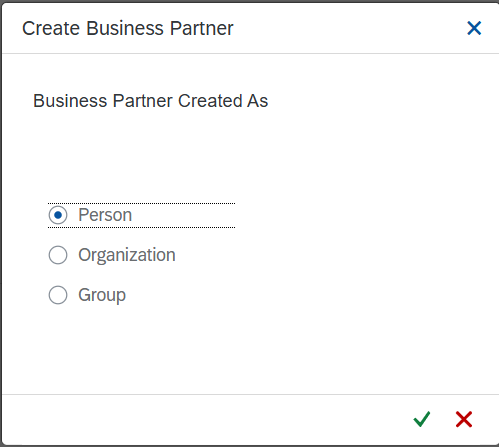 Create Business Partner
Business Partner Created As
Person
Organization
Group